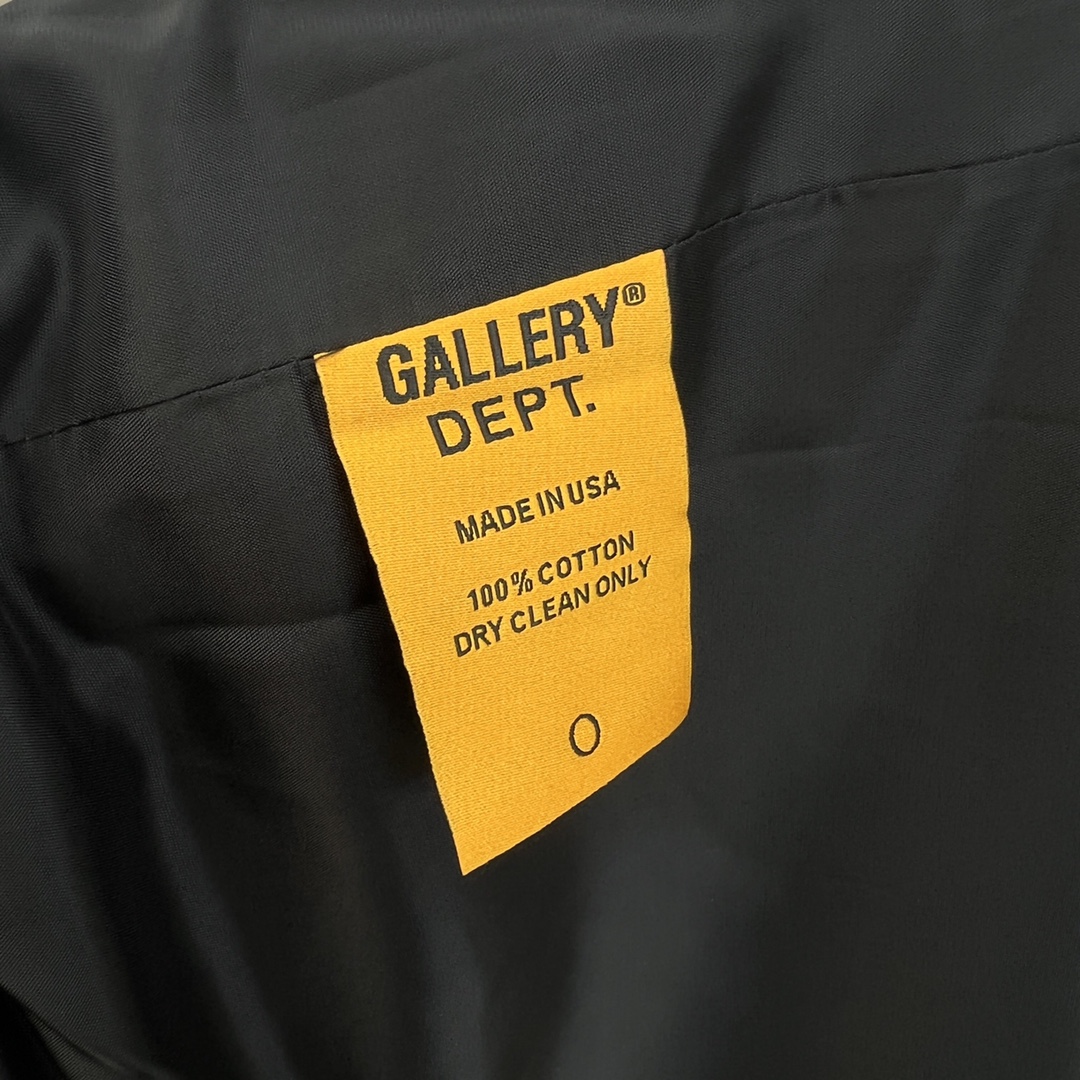 GALLERY®
DEPT.
MADE IN USA
100% COTTON
DRY CLEAN ONLY
O